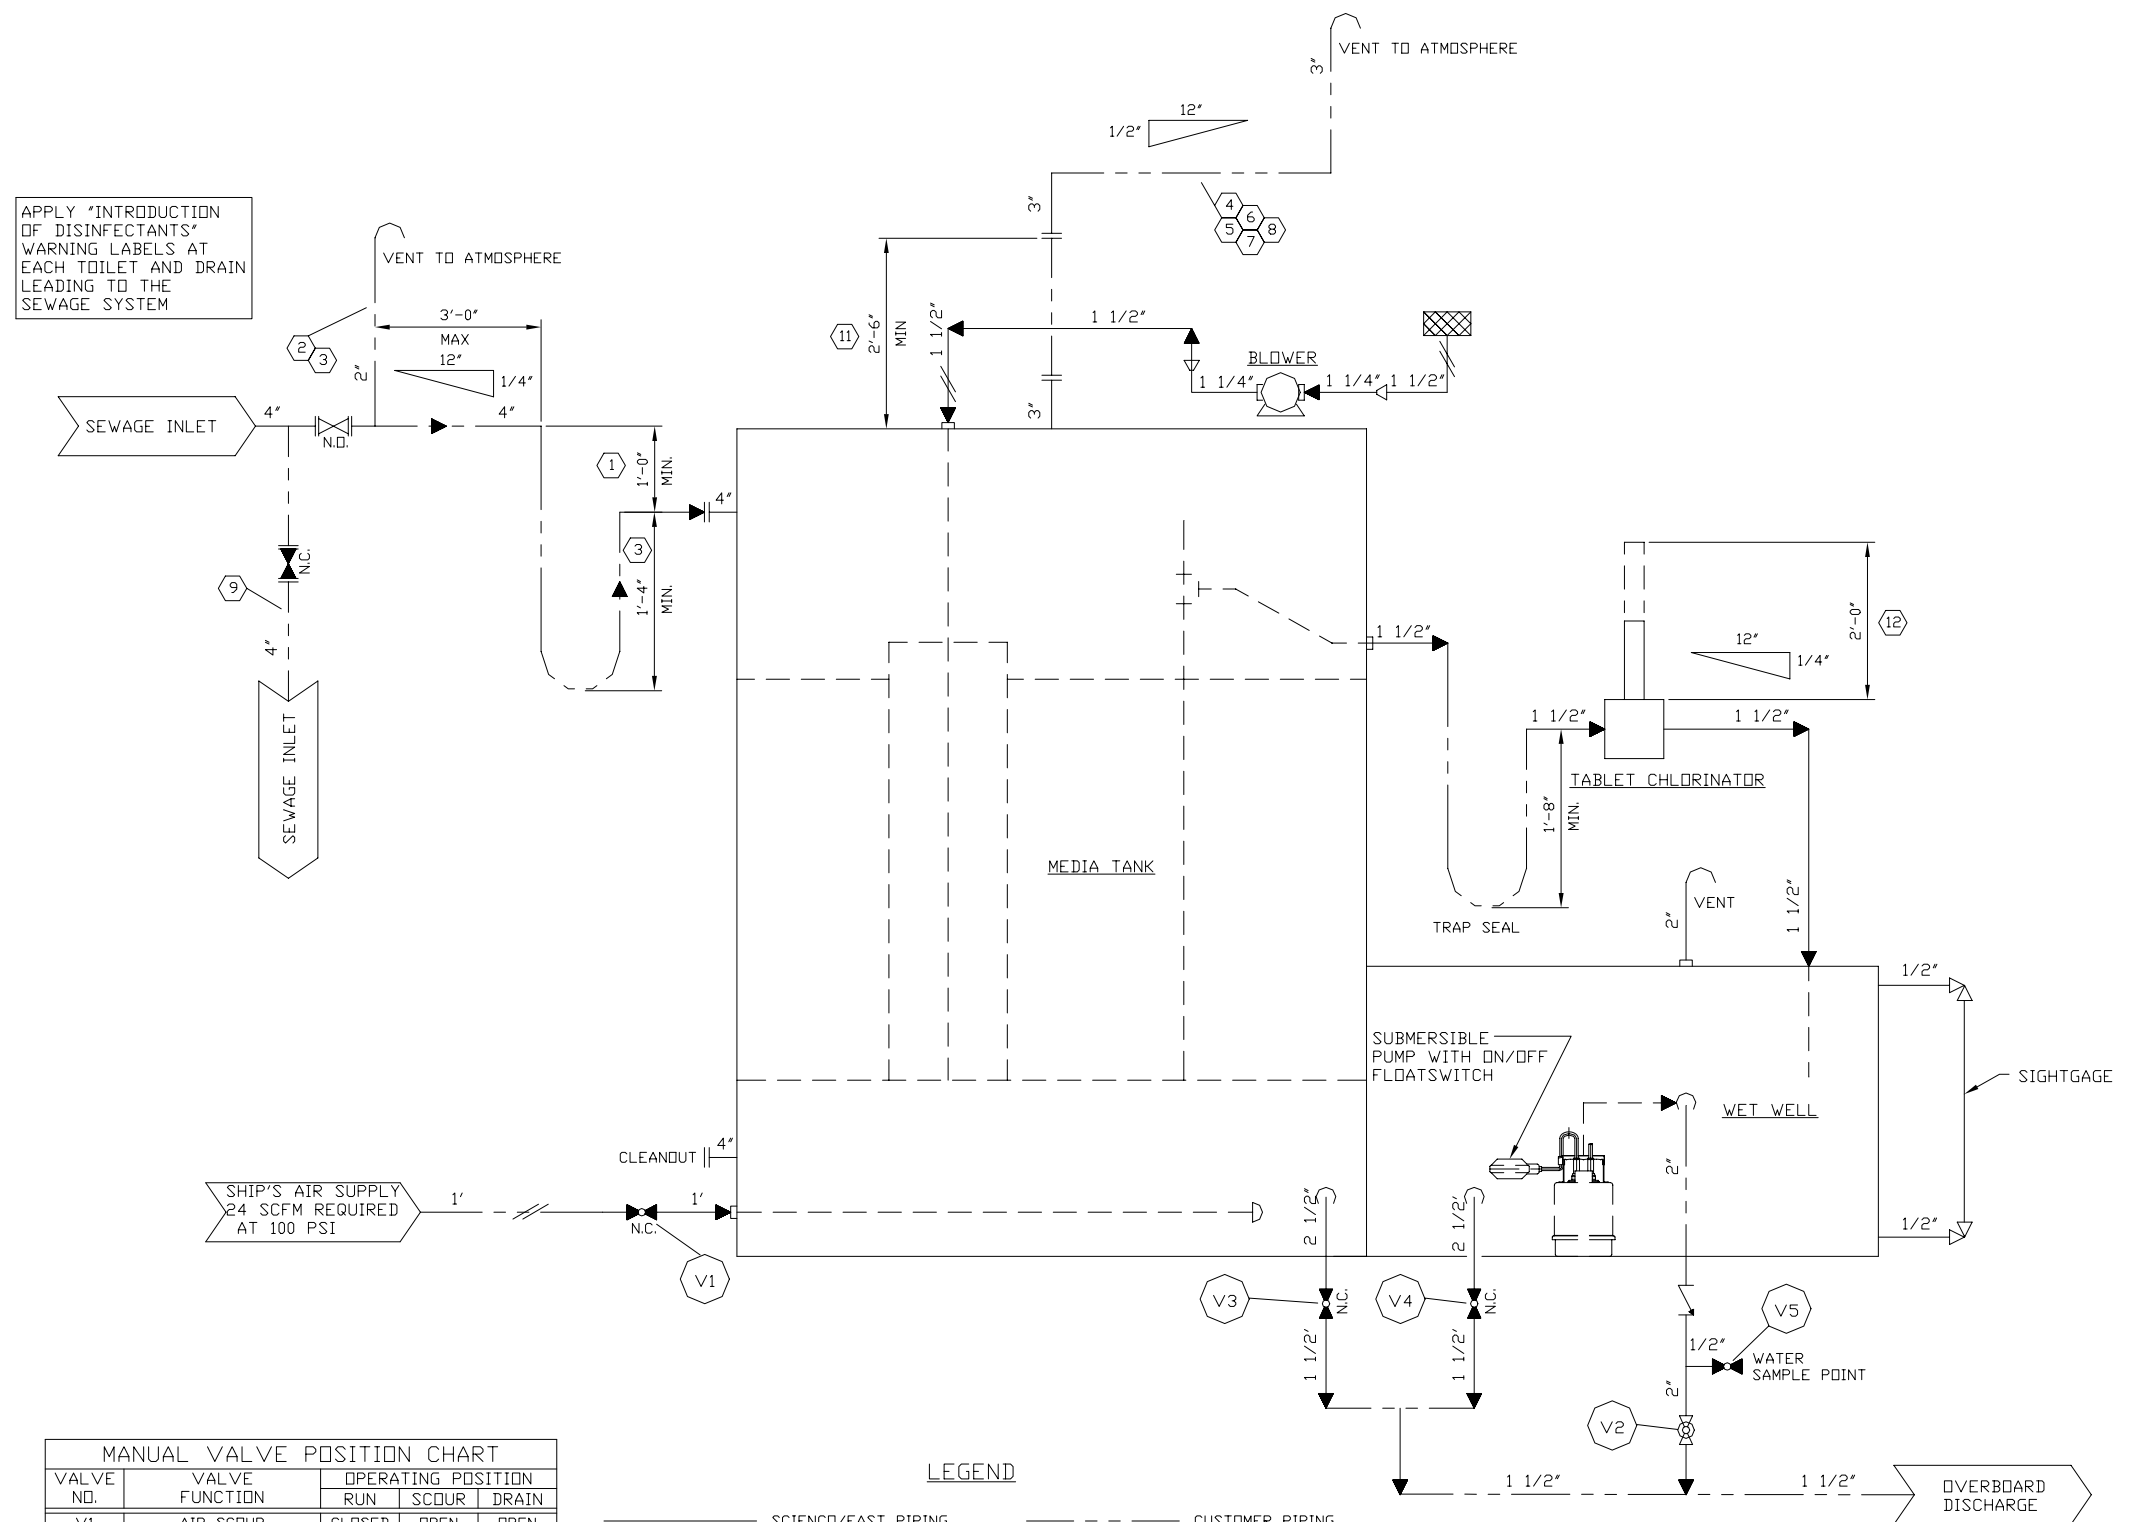 VENT TO ATMOSPHERE
3"
12"
1/2"
3"
4
6
5
8
7
APPLY "INTRODUCTION
OF DISINFECTANTS"
WARNING LABELS AT
EACH TOILET AND DRAIN
LEADING TO THE
SEWAGE SYSTEM
VENT TO ATMOSPHERE
3'-0"
MAX
12"
1/4"
2
3
2"
11
2'-6"
MIN
1 1/2"
1 1/2"
BLOWER
1 1/4"
1 1/4"
1 1/2"
3"
SEWAGE INLET
4"
N.O.
4"
1
1'-0"
MIN.
4"
3
1'-4"
MIN.
N.C.
9
4"
SEWAGE INLET
1 1/2"
2'-0"
12
12"
1/4"
1 1/2"
1 1/2"
TABLET CHLORINATOR
1'-8"
MIN.
TRAP SEAL
MEDIA TANK
2"
VENT
1 1/2"
1/2"
SUBMERSIBLE
PUMP WITH ON/OFF
FLOATSWITCH
SIGHTGAGE
WET WELL
CLEANOUT
4"
2"
SHIP'S AIR SUPPLY
24 SCFM REQUIRED
AT 100 PSI
1'
1'
N.C.
V1
2 1/2"
2 1/2'
1/2"
V3
N.C.
V4
N.C.
V5
1 1/2'
1 1/2'
1/2"
WATER
SAMPLE POINT
2"
V2
1 1/2"
1 1/2"
OVERBOARD
DISCHARGE
MANUAL VALVE POSITION CHART
VALVE NO.
VALVE FUNCTION
OPERATING POSITION
RUN SCOUR DRAIN
V1 AIR SCOUR CLOSED OPEN OPEN
LEGEND
SCIENCO/FAST PIPING
CUSTOMER PIPING